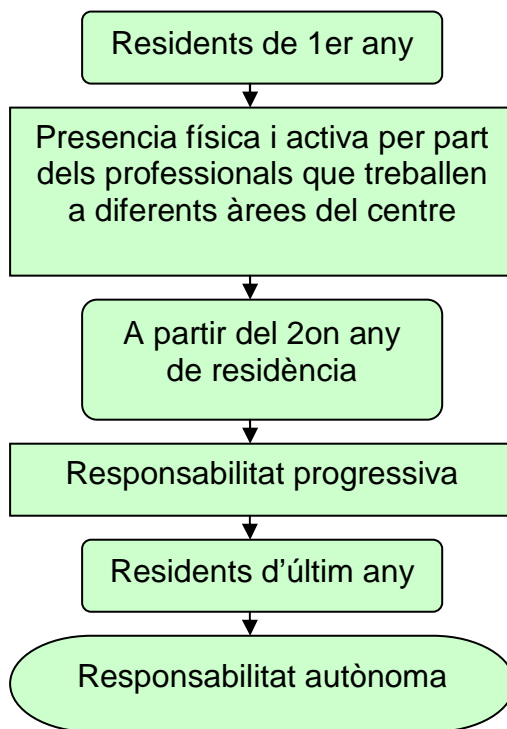 Residents de 1er any
Presencia física i activa per part
dels professionals que treballen
a diferents àrees del centre
A partir del 2on any
de residència
Responsabilitat progressiva
Residents d’últim any
Responsabilitat autònoma